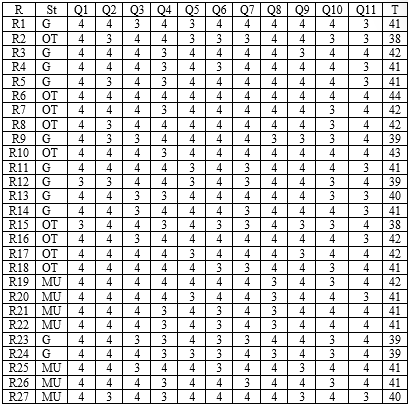 R St Q1 Q2 Q3 Q4 Q5 Q6 Q7 Q8 Q9 Q10 Q11 T
R1 G 4 4 3 4 3 4 4 4 4 4 3 41
R2 OT 4 3 4 4 3 3 3 4 4 3 3 38
R3 G 4 4 4 3 4 4 4 4 3 4 4 42
R4 G 4 4 4 3 4 3 4 4 4 4 3 41
R5 G 4 3 4 3 4 4 4 4 4 4 3 41
R6 OT 4 4 4 4 4 4 4 4 4 4 4 44
R7 OT 4 4 4 3 4 4 4 4 4 3 4 42
R8 OT 4 3 4 4 4 4 4 4 4 3 4 42
R9 G 4 3 3 4 4 4 4 3 3 3 4 39
R10 OT 4 4 4 3 4 4 4 4 4 4 4 43
R11 G 4 4 4 4 3 4 3 4 4 4 3 41
R12 G 3 3 4 4 3 4 3 4 4 3 4 39
R13 G 4 4 3 3 4 4 4 4 4 3 3 40
R14 G 4 4 3 4 4 4 3 4 4 4 3 41
R15 OT 3 4 4 3 4 3 3 4 3 3 4 38
R16 OT 4 4 3 4 4 4 4 4 4 4 3 42
R17 OT 4 4 4 4 3 4 4 4 3 4 4 42
R18 OT 4 4 4 4 4 3 3 4 4 3 4 41
R19 MU 4 4 4 4 4 4 4 3 4 3 4 42
R20 MU 4 4 4 4 3 4 4 3 4 4 3 41
R21 MU 4 4 4 3 4 3 4 3 4 4 4 41
R22 MU 4 4 4 3 4 3 4 3 4 4 4 41
R23 G 4 4 3 3 4 3 4 3 4 3 4 39
R24 G 4 4 4 3 3 3 4 3 4 3 4 39
R25 MU 4 4 3 4 4 3 4 3 4 4 4 41
R26 MU 4 4 4 3 4 4 3 4 4 3 4 41
R27 MU 4 3 4 3 4 3 4 4 3 4 4 40